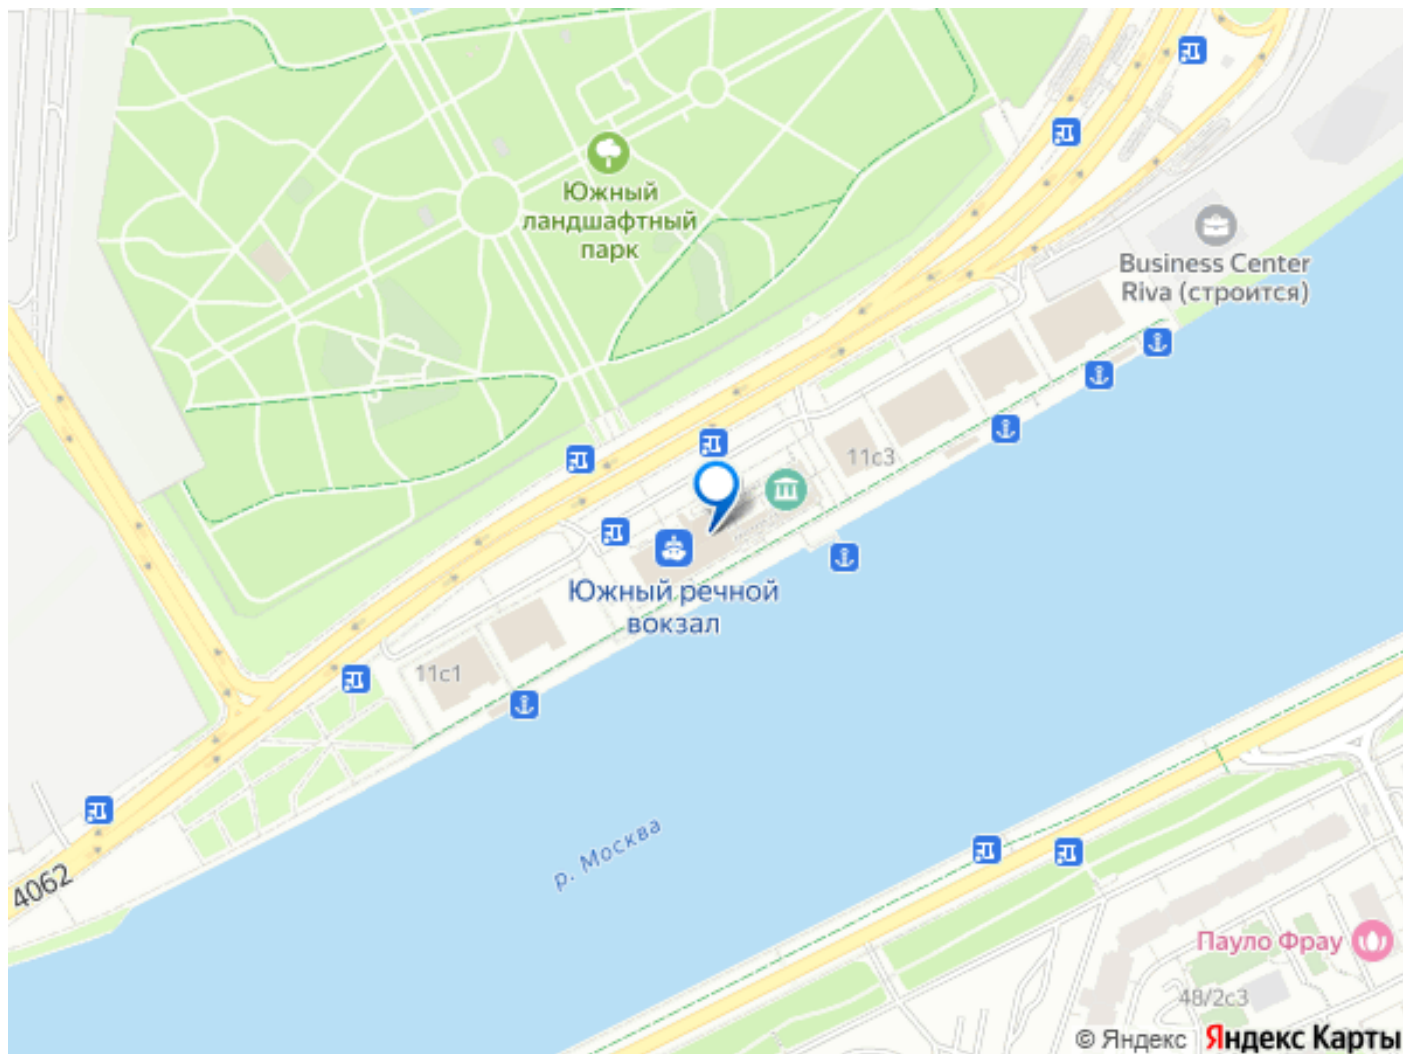 Южный
ландшафтный
парк
Business Center
Riva (строится)
11с3
Южный речной
вокзал
11с1
р. Москва
4062
Пауло Фрау
48/2с3
© Яндекс Яндекс Карты